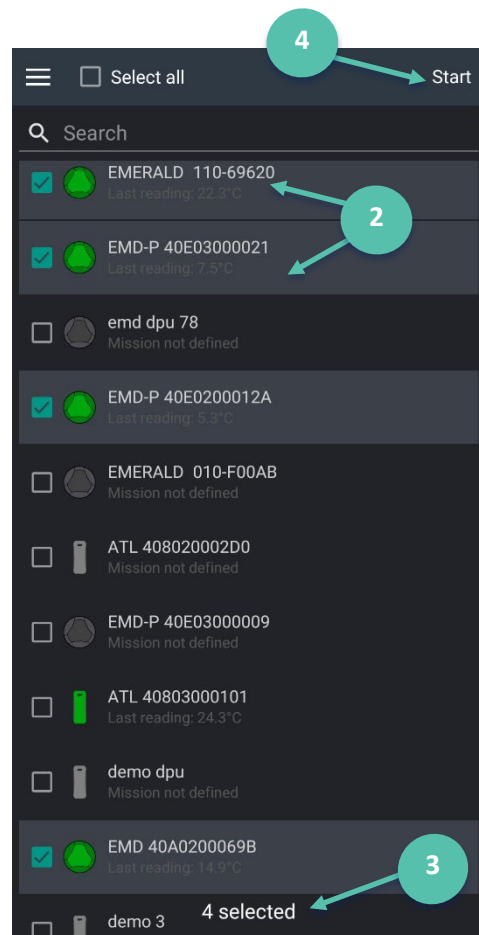 4
Select all
Start
Search
EMERALD 110-69620
Last reading: 22.3°C
2
EMD-P 40E03000021
Last reading: 7.5°C
emd dpu 78
Mission not defined
EMD-P 40E0200012A
Last reading: 5.3°C
EMERALD 010-F00AB
Mission not defined
ATL 408020002D0
Mission not defined
EMD-P 40E03000009
Mission not defined
ATL 40803000101
Last reading: 24.3°C
demo dpu
Mission not defined
EMD 40A0200069B
Last reading: 14.9°C
3
4 selected
demo 3